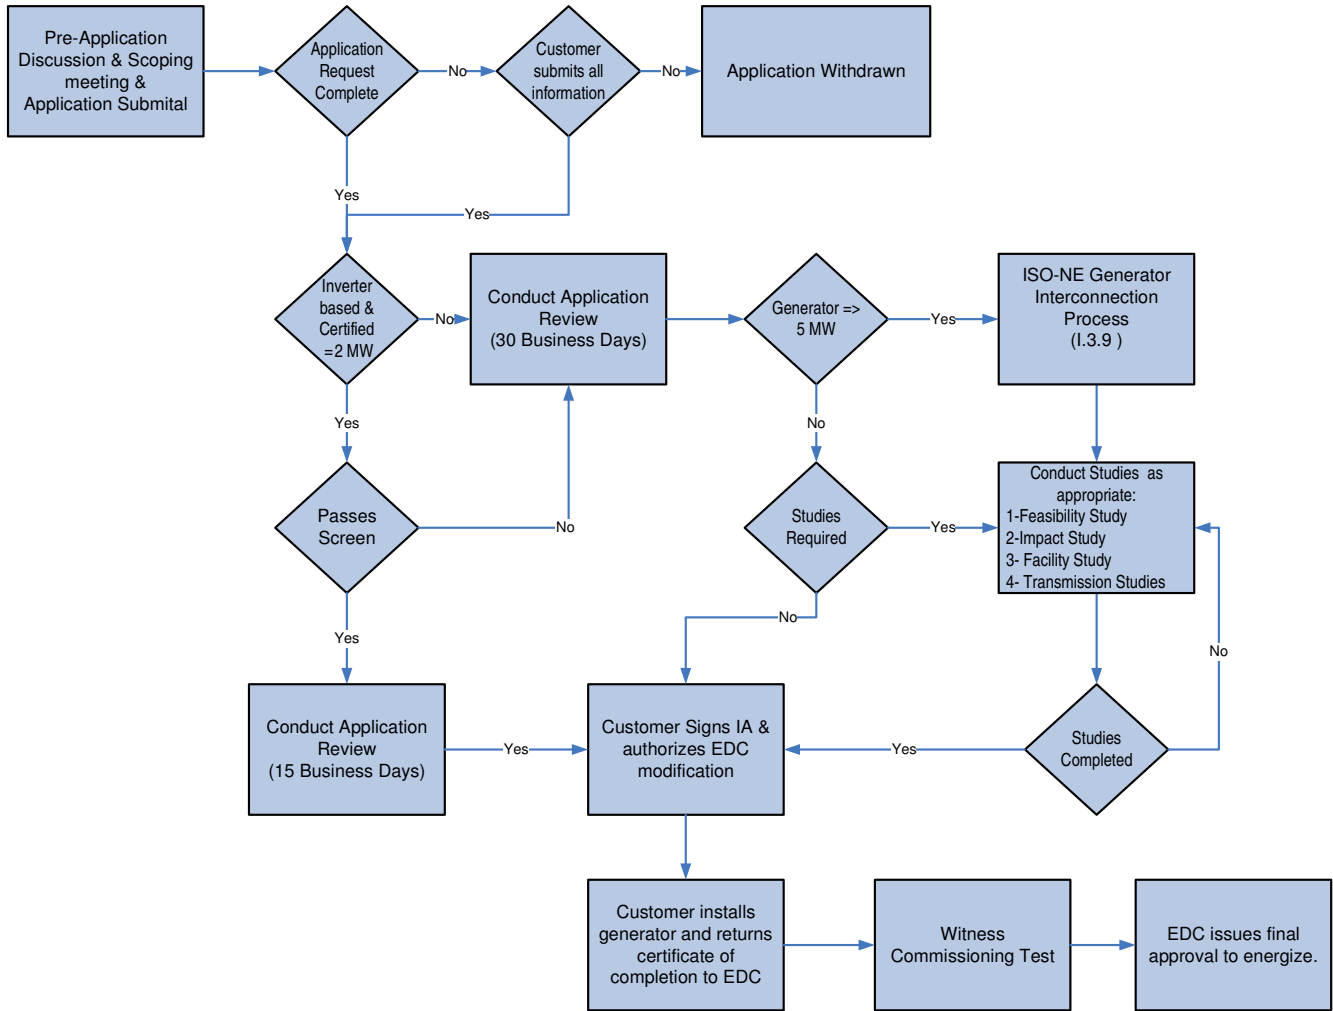 Pre-Application
Discussion & Scoping
meeting &
Application Submital
Application
Request
Complete
No
Customer
submits all
information
No
Application Withdrawn
Yes
Yes
Inverter
based &
Certified
=2 MW
No
Conduct Application
Review
(30 Business Days)
Generator =>
5 MW
Yes
ISO-NE Generator
Interconnection
Process
(I.3.9 )
Yes
No
Passes
Screen
No
Studies
Required
Yes
Conduct Studies as
appropriate:
1-Feasibility Study
2-Impact Study
3- Facility Study
4- Transmission Studies
Yes
No
No
Conduct Application
Review
(15 Business Days)
Yes
Customer Signs IA &
authorizes EDC
modification
Yes
Studies
Completed
Customer installs
generator and returns
certificate of
completion to EDC
Witness
Commissioning Test
EDC issues final
approval to energize.